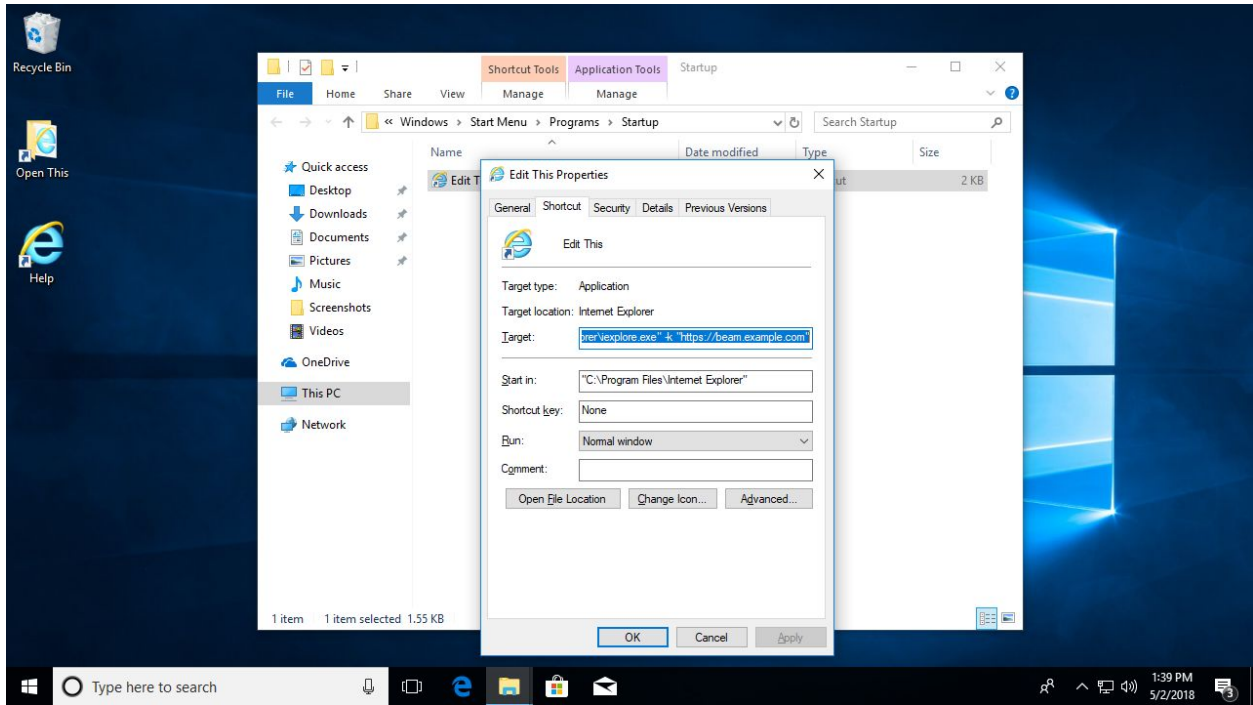 Recycle Bin
Open This
Help
Shortcut Tools Application Tools Startup
File Home Share View Manage Manage
« Windows > Start Menu > Programs > Startup
Search Startup
Name Date modified Type Size
Quick access
Desktop
Downloads
Documents
Pictures
Music
Screenshots
Videos
OneDrive
This PC
Network
Edit T
ut 2 KB
Edit This Properties
General Shortcut Security Details Previous Versions
Edit This
Target type: Application
Target location: Internet Explorer
Target: orer\iexplore.exe" -k "https://beam.example.com"
Start in: "C:\Program Files\Internet Explorer"
Shortcut key: None
Run: Normal window
Comment:
Open File Location Change Icon... Advanced...
OK Cancel Apply
1 item 1 item selected 1.55 KB
Type here to search
1:39 PM
5/2/2018
3